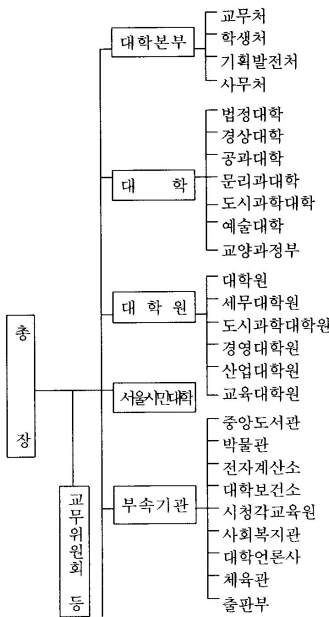 대학본부
교무처
학생처
기획발전처
사무처
대 학
법정대학
경상대학
공과대학
문리과대학
도시과학대학
예술대학
교양과정부
대 학 원
대학원
세무대학원
도시과학대학원
경영대학원
산업대학원
교육대학원
총 장
서울시민대학
교무위원회 등
부속기관
중앙도서관
박물관
전자계산소
대학보건소
시청각교육원
사회복지관
대학언론사
체육관
출판부